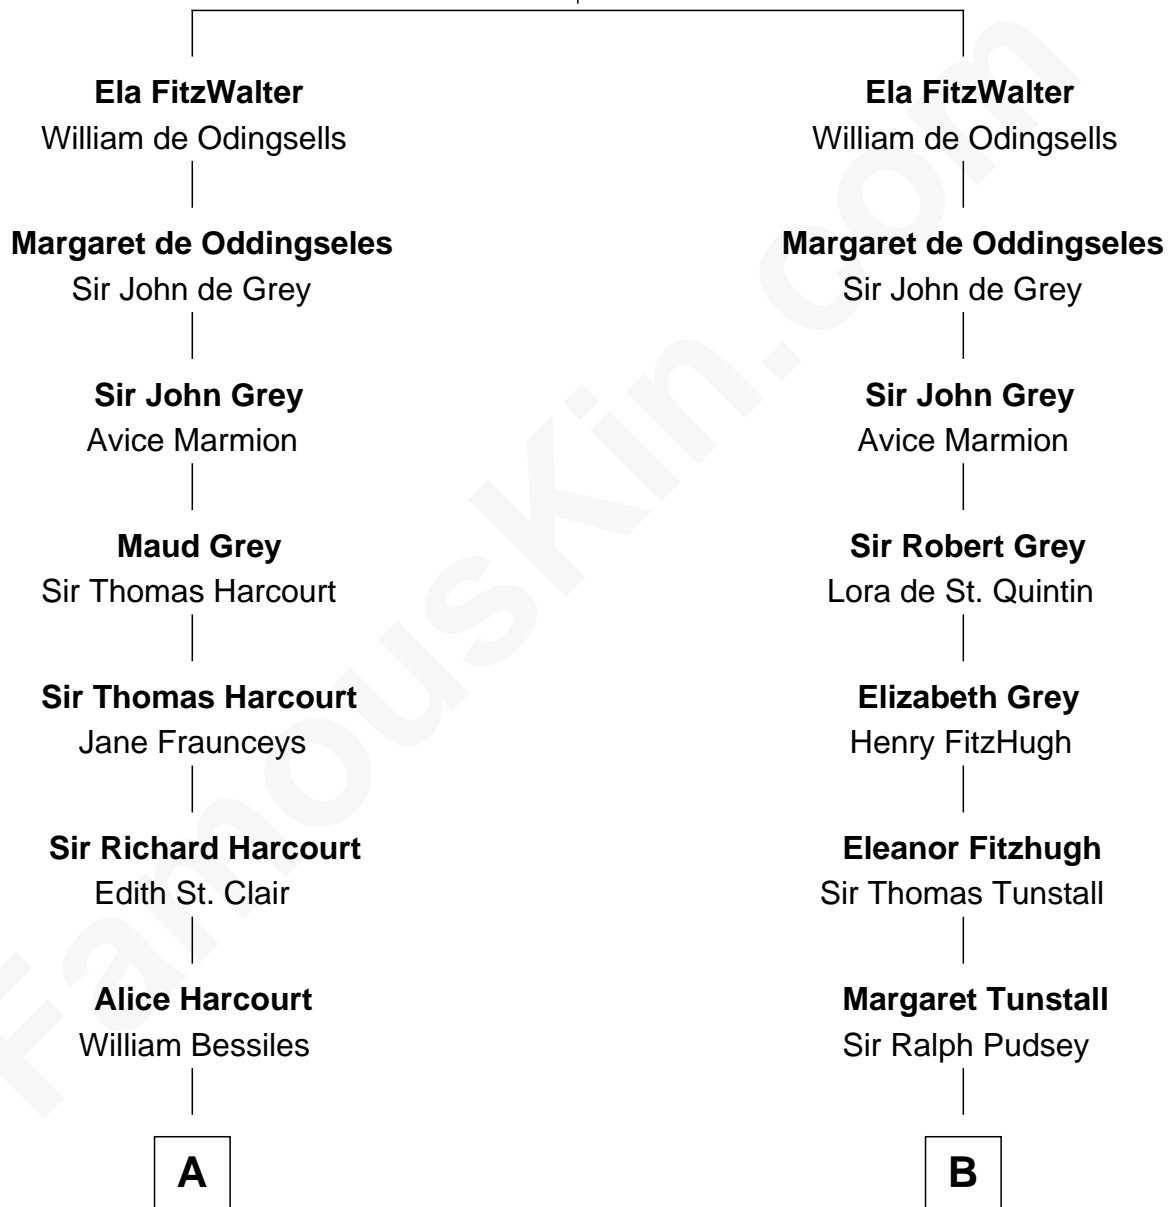 Ela FitzWalter
William de Odingsells
Margaret de Oddingseles
Sir John de Grey
Sir John Grey
Avice Marmion
Maud Grey
Sir Thomas Harcourt
Sir Thomas Harcourt
Jane Fraunceys
Sir Richard Harcourt
Edith St. Clair
Alice Harcourt
William Bessiles
A
Ela FitzWalter
William de Odingsells
Margaret de Oddingseles
Sir John de Grey
Sir John Grey
Avice Marmion
Sir Robert Grey
Lora de St. Quintin
Elizabeth Grey
Henry FitzHugh
Eleanor Fitzhugh
Sir Thomas Tunstall
Margaret Tunstall
Sir Ralph Pudsey
B
FamousKin.com